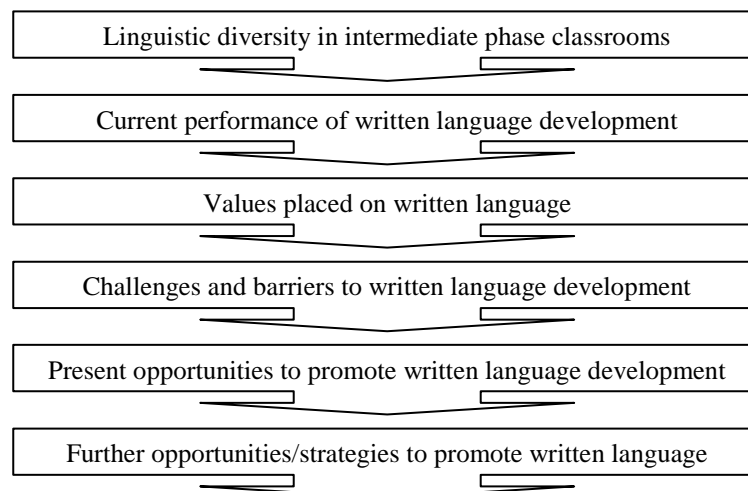 Linguistic diversity in intermediate phase classrooms
Current performance of written language development
Values placed on written language
Challenges and barriers to written language development
Present opportunities to promote written language development
Further opportunities/strategies to promote written language